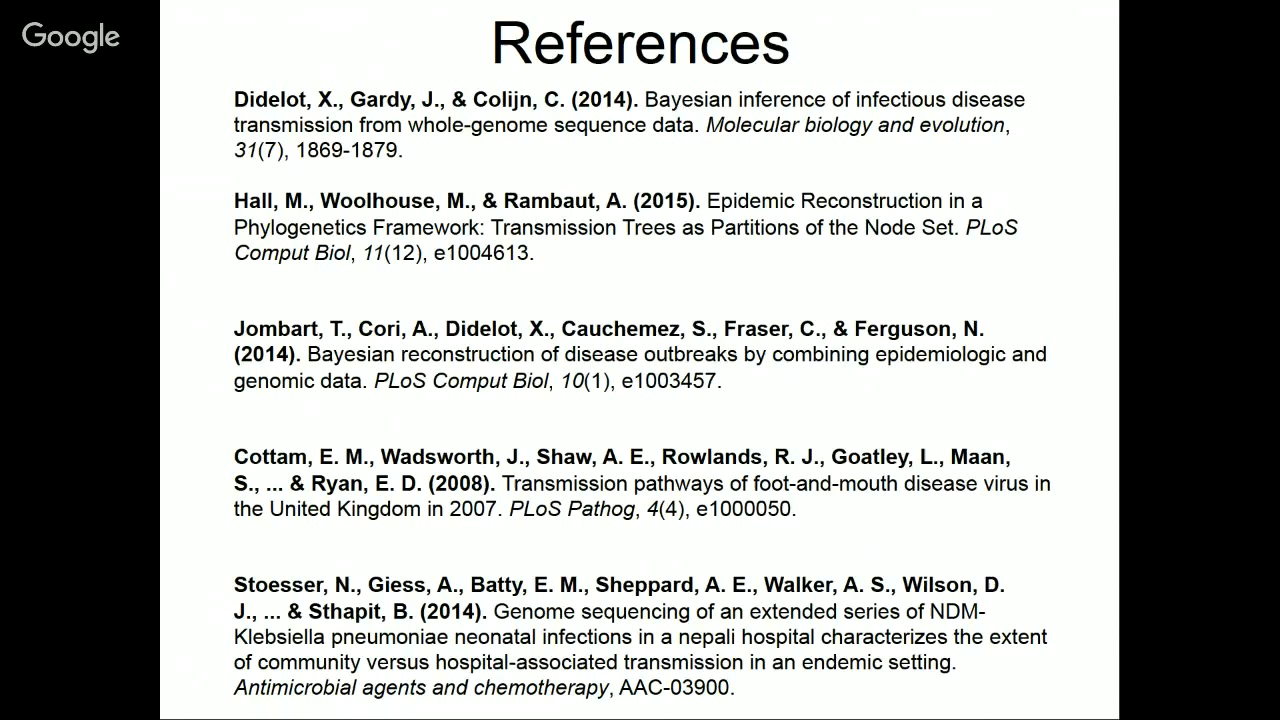 Google
References
Didelot, X., Gardy, J., & Colijn, C. (2014). Bayesian inference of infectious disease
transmission from whole-genome sequence data. Molecular biology and evolution,
31(7), 1869-1879.
Hall, M., Woolhouse, M., & Rambaut, A. (2015). Epidemic Reconstruction in a
Phylogenetics Framework: Transmission Trees as Partitions of the Node Set. PLoS
Comput Biol, 11(12), e1004613.
Jombart, T., Cori, A., Didelot, X., Cauchemez, S., Fraser, C., & Ferguson, N.
(2014). Bayesian reconstruction of disease outbreaks by combining epidemiologic and
genomic data. PLoS Comput Biol, 10(1), e1003457.
Cottam, E. M., Wadsworth, J., Shaw, A. E., Rowlands, R. J., Goatley, L., Maan,
S., ... & Ryan, E. D. (2008). Transmission pathways of foot-and-mouth disease virus in
the United Kingdom in 2007. PLoS Pathog, 4(4), e1000050.
Stoesser, N., Giess, A., Batty, E. M., Sheppard, A. E., Walker, A. S., Wilson, D.
J., ... & Sthapit, B. (2014). Genome sequencing of an extended series of NDM-
Klebsiella pneumoniae neonatal infections in a nepali hospital characterizes the extent
of community versus hospital-associated transmission in an endemic setting.
Antimicrobial agents and chemotherapy, AAC-03900.